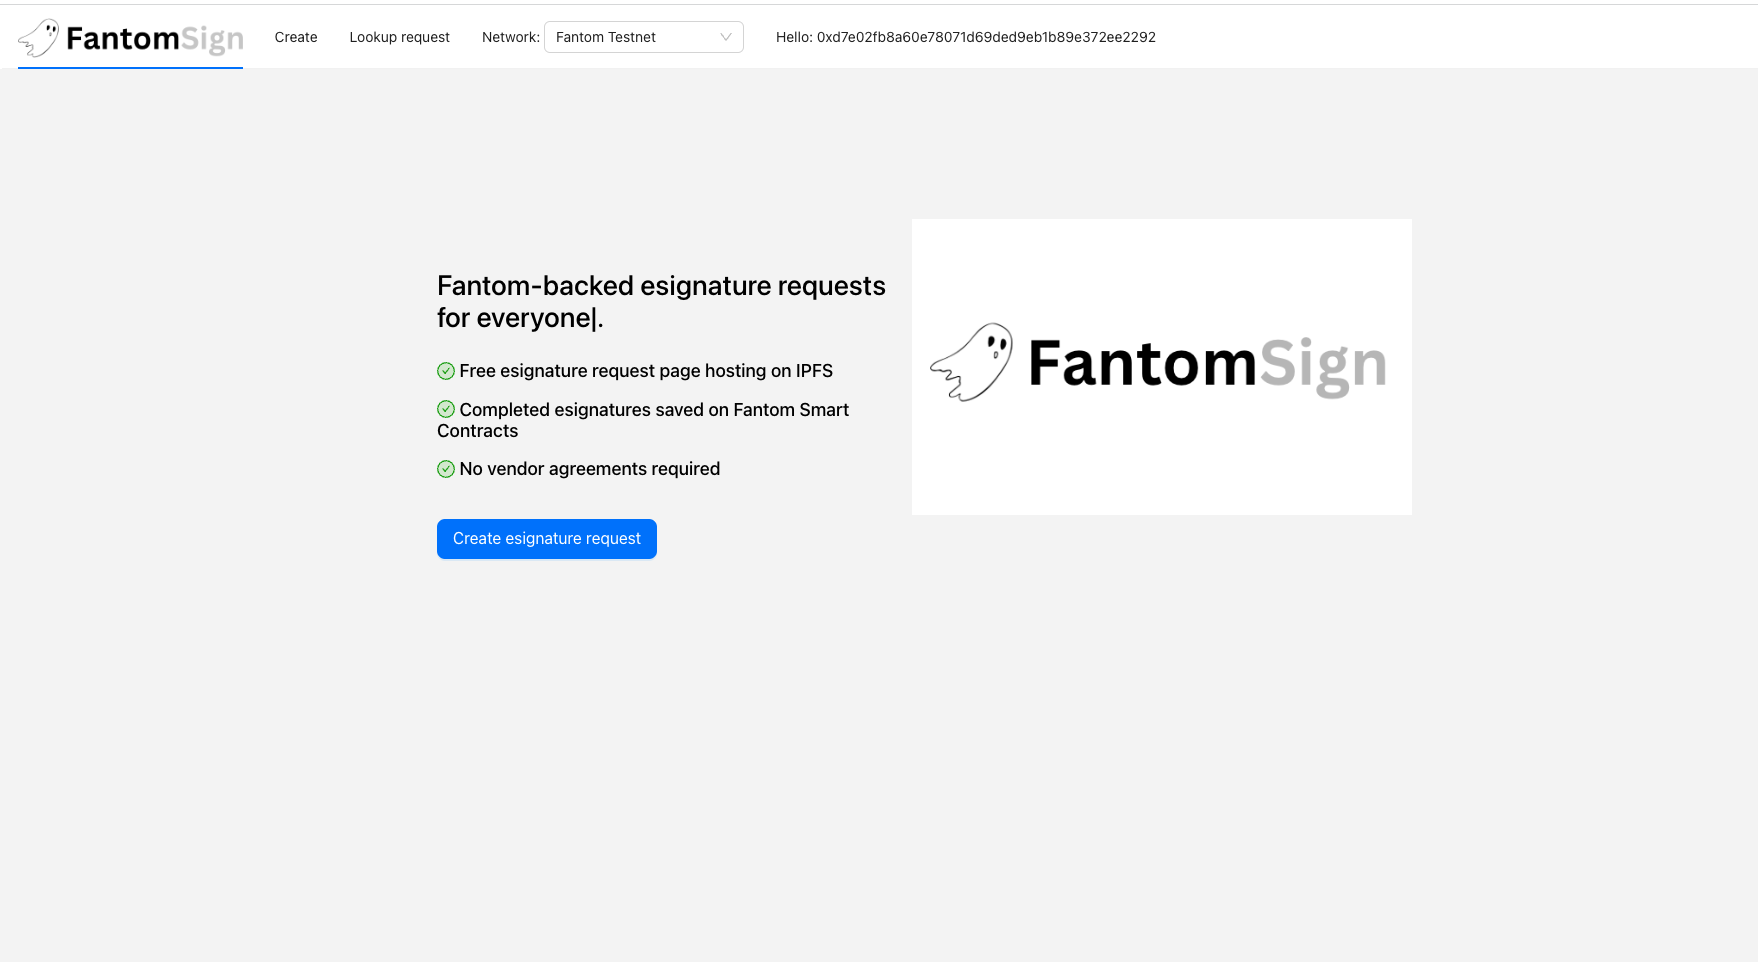 FantomSign
Create
Lookup request
Network: Fantom Testnet
Hello: 0xd7e02fb8a60e78071d69ded9eb1b89e372ee2292
Fantom-backed esignature requests
for everyone|.
Free esignature request page hosting on IPFS
Completed esignatures saved on Fantom Smart
Contracts
No vendor agreements required
Create esignature request
FantomSign